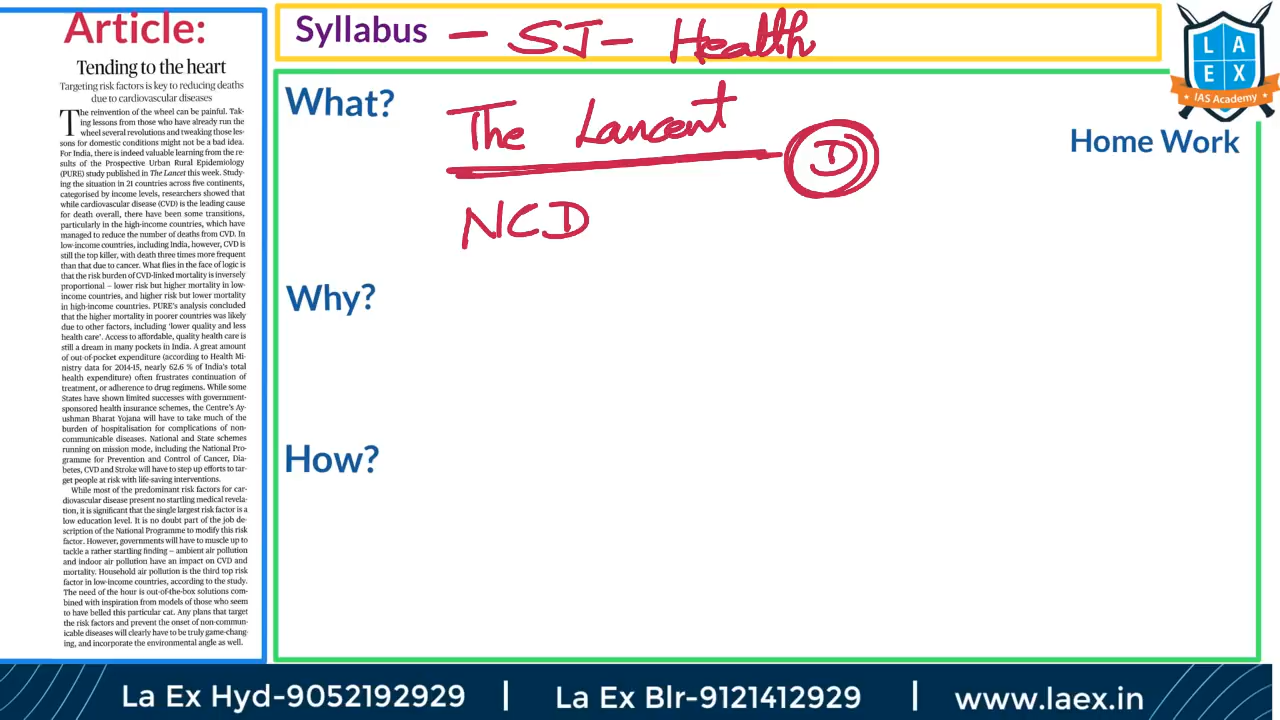 Article:
Tending to the heart
Targeting risk factors is key to reducing deaths
due to cardiovascular diseases
The reinvention of the wheel can be painful. Tak-
ing lessons from those who have already run the
wheel several revolutions and tweaking those les-
sons for domestic conditions might not be a bad idea.
For India, there is indeed valuable learning from the re-
sults of the Prospective Urban Rural Epidemiology
(PURE) study published in The Lancet this week. Study-
ing the situation in 21 countries across five continents,
categorised by income levels, researchers showed that
while cardiovascular disease (CVD) is the leading cause
for death overall, there have been some transitions,
particularly in the high-income countries, which have
managed to reduce the number of deaths from CVD. In
low-income countries, including India, however, CVD is
still the top killer, with death three times more frequent
than that due to cancer. What flies in the face of logic is
that the risk burden of CVD-linked mortality is inversely
proportional – lower risk but higher mortality in low-
income countries, and higher risk but lower mortality
in high-income countries. PURE's analysis concluded
that the higher mortality in poorer countries was likely
due to other factors, including 'lower quality and less
health care'. Access to affordable, quality health care is
still a dream in many pockets in India. A great amount
of out-of-pocket expenditure (according to Health Mi-
nistry data for 2014-15, nearly 62.6 % of India's total
health expenditure) often frustrates continuation of
treatment, or adherence to drug regimens. While some
States have shown limited successes with government-
sponsored health insurance schemes, the Centre's Ay-
ushman Bharat Yojana will have to take much of the
burden of hospitalisation for complications of non-
communicable diseases. National and State schemes
running on mission mode, including the National Pro-
gramme for Prevention and Control of Cancer, Dia-
betes, CVD and Stroke will have to step up efforts to tar-
get people at risk with life-saving interventions.
While most of the predominant risk factors for car-
diovascular disease present no startling medical revela-
tion, it is significant that the single largest risk factor is a
low education level. It is no doubt part of the job de-
scription of the National Programme to modify this risk
factor. However, governments will have to muscle up to
tackle a rather startling finding – ambient air pollution
and indoor air pollution have an impact on CVD and
mortality. Household air pollution is the third top risk
factor in low-income countries, according to the study.
The need of the hour is out-of-the-box solutions com-
bined with inspiration from models of those who seem
to have belled this particular cat. Any plans that target
the risk factors and prevent the onset of non-commun-
icable diseases will clearly have to be truly game-chang-
ing, and incorporate the environmental angle as well.
Syllabus - SJ - Health
What?
The Lancent
D
NCD
Why?
How?
LA
EX
IAS Academy
Home Work
La Ex Hyd-9052192929 | La Ex Blr-9121412929 | www.laex.in